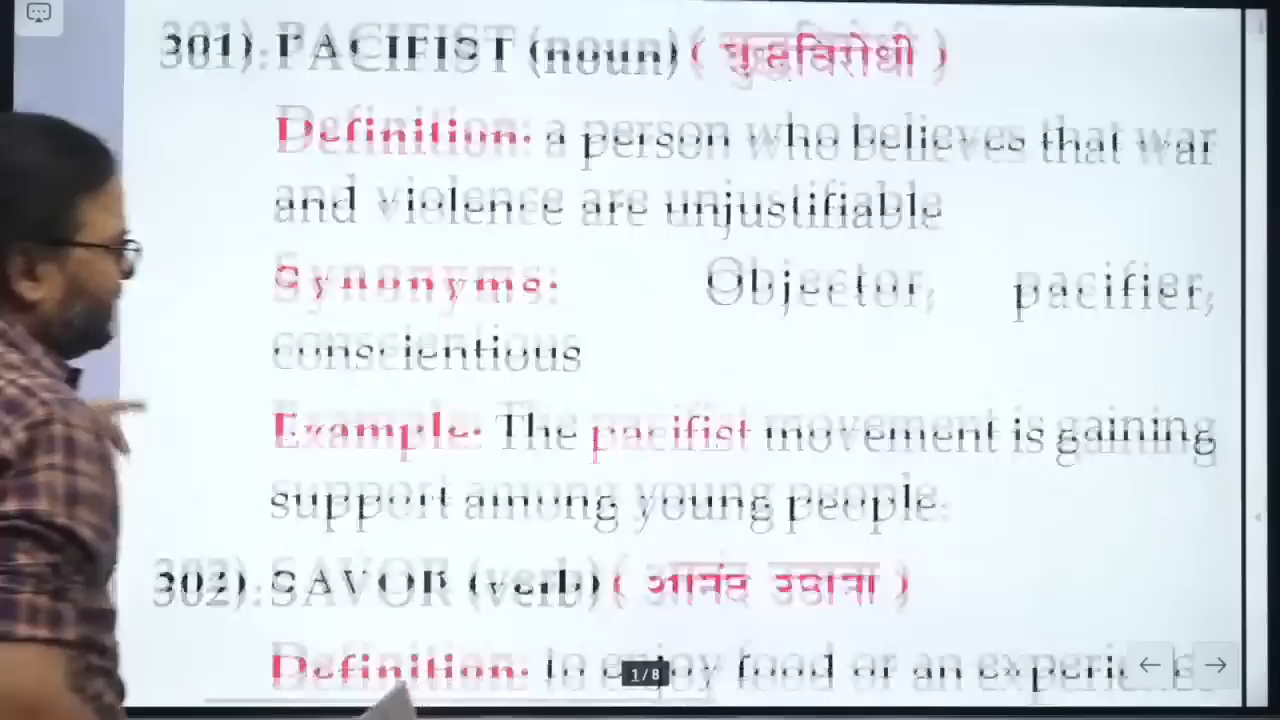 301). PACIFIST (noun) ( युद्धविरोधी )
Definition: a person who believes that war
and violence are unjustifiable
Synonyms: Objector, pacifier,
conscientious
Example: The pacifist movement is gaining
support among young people.
302). SAVOR (verb) ( आनंद उठाना )
Definition: to enjoy food or an experience
1/8